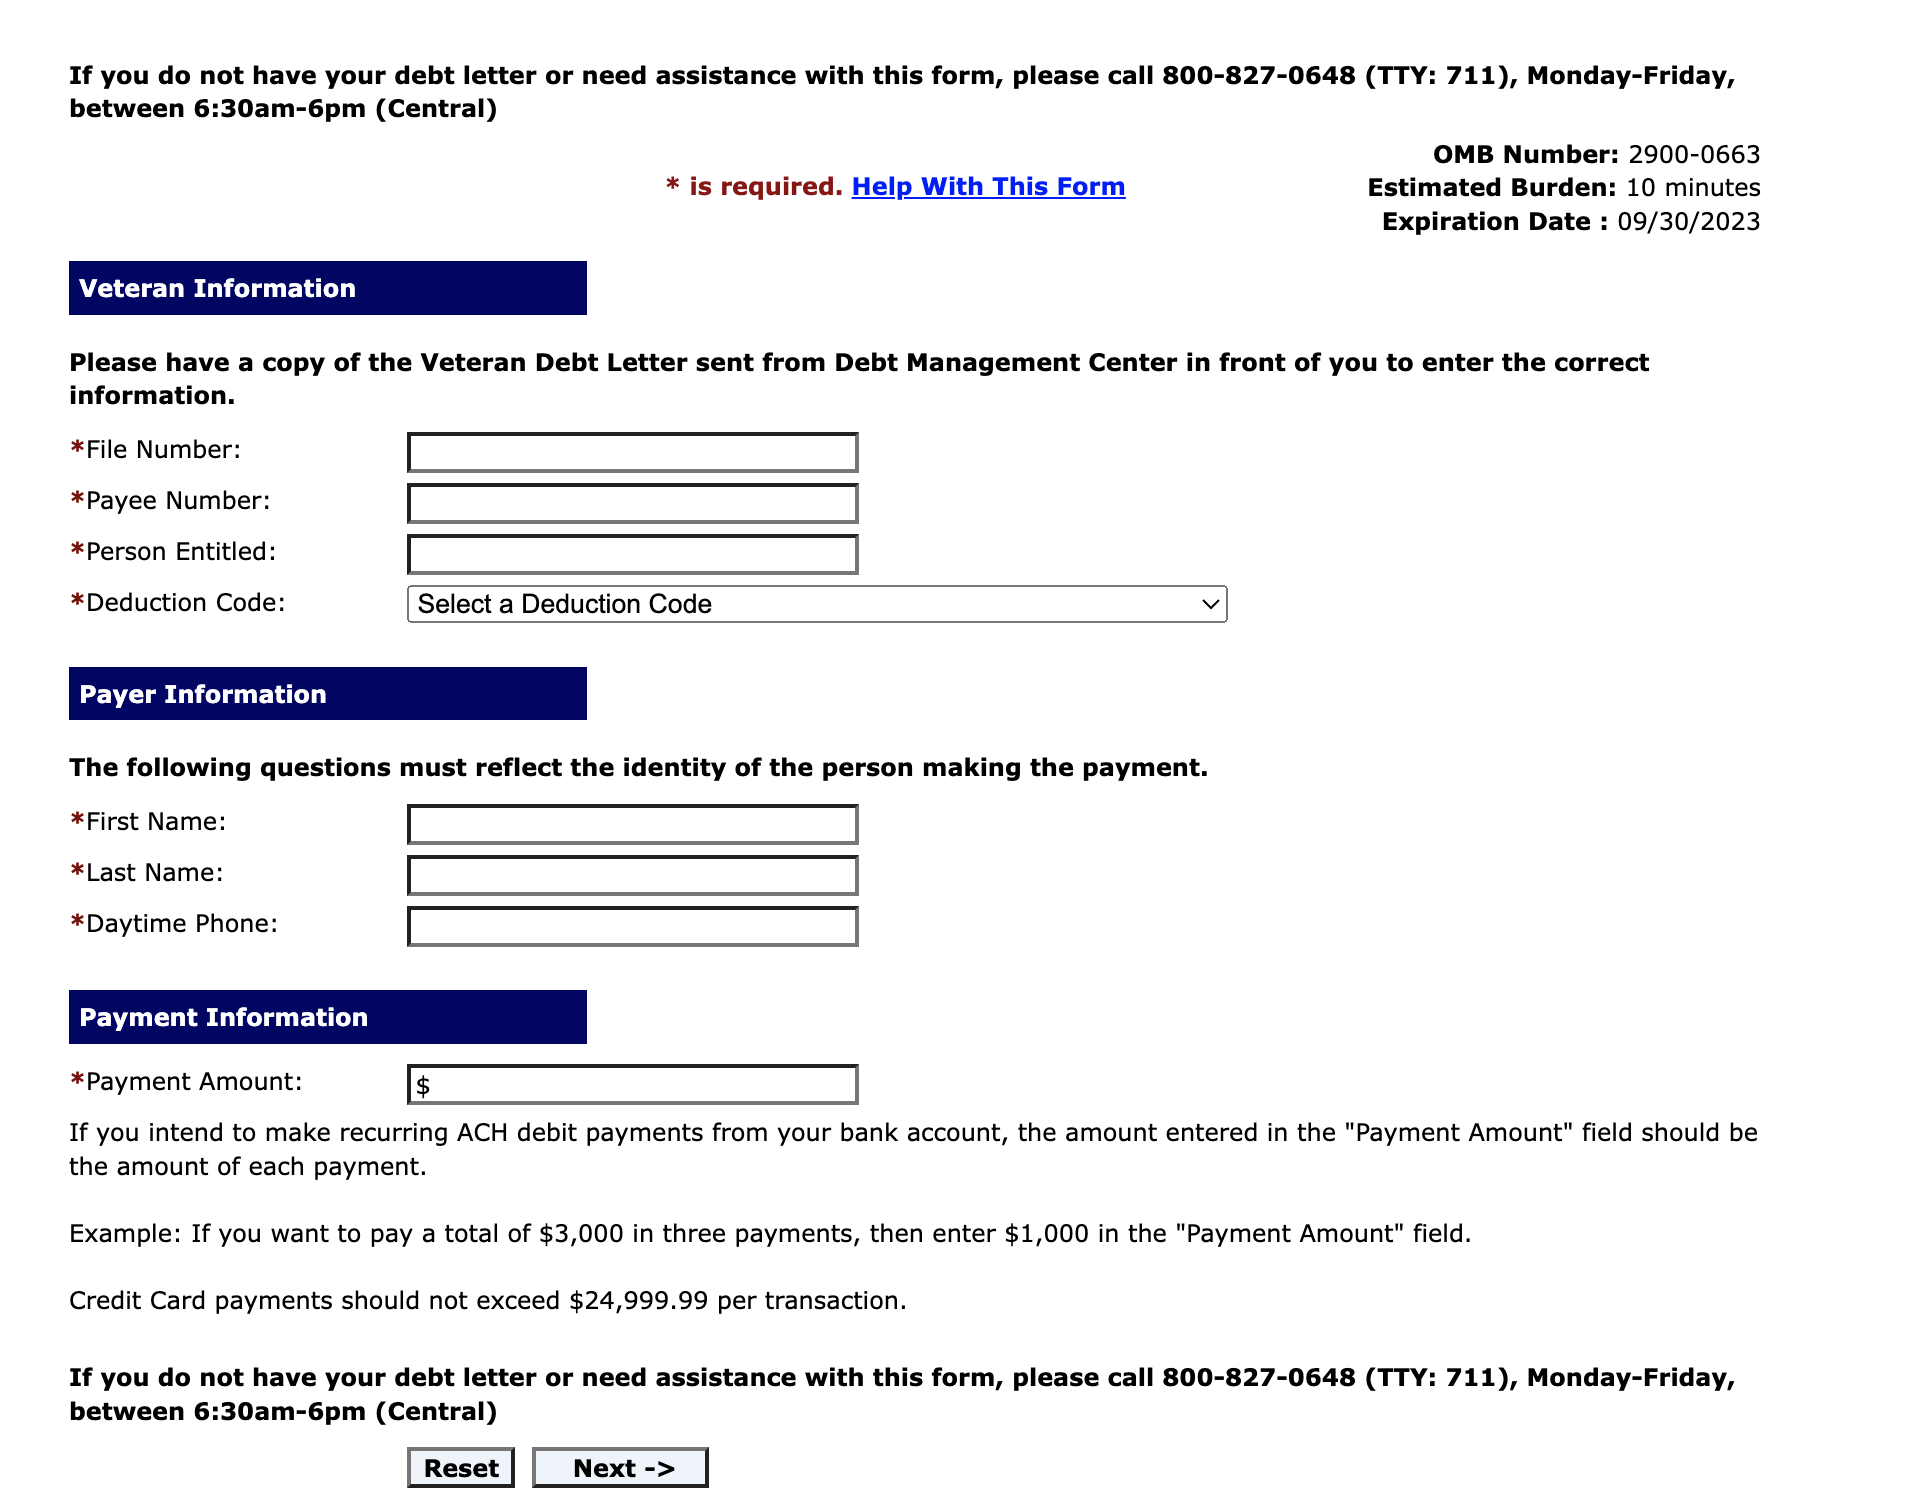 If you do not have your debt letter or need assistance with this form, please call 800-827-0648 (TTY: 711), Monday-Friday,
between 6:30am-6pm (Central)
OMB Number: 2900-0663
* is required. Help With This Form
Estimated Burden: 10 minutes
Expiration Date : 09/30/2023
Veteran Information
Please have a copy of the Veteran Debt Letter sent from Debt Management Center in front of you to enter the correct
information.
*File Number:
*Payee Number:
*Person Entitled:
*Deduction Code: Select a Deduction Code
Payer Information
The following questions must reflect the identity of the person making the payment.
*First Name:
*Last Name:
*Daytime Phone:
Payment Information
*Payment Amount: $
If you intend to make recurring ACH debit payments from your bank account, the amount entered in the "Payment Amount" field should be
the amount of each payment.
Example: If you want to pay a total of $3,000 in three payments, then enter $1,000 in the "Payment Amount" field.
Credit Card payments should not exceed $24,999.99 per transaction.
If you do not have your debt letter or need assistance with this form, please call 800-827-0648 (TTY: 711), Monday-Friday,
between 6:30am-6pm (Central)
Reset Next ->